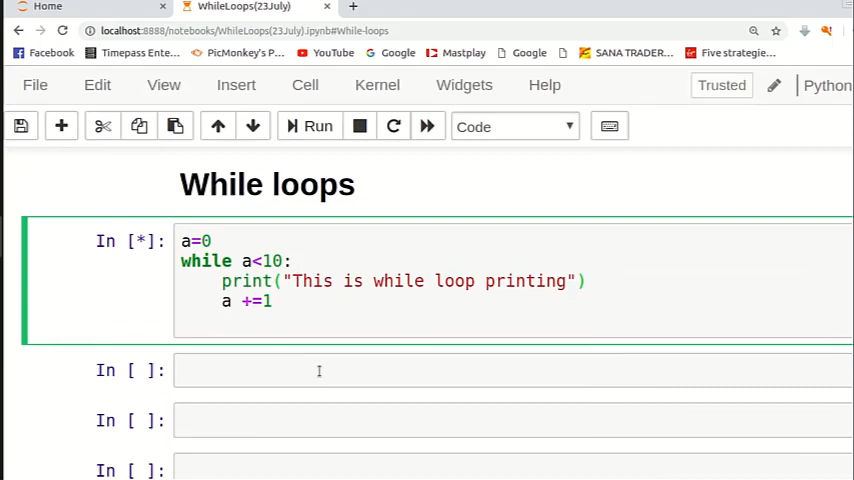 Home × WhileLoops(23July) × +
localhost:8888/notebooks/WhileLoops(23July).ipynb#While-loops
Facebook Timepass Ente... PicMonkey's P... YouTube Google Mastplay Google SANA TRADER... Five strategie...
File Edit View Insert Cell Kernel Widgets Help Trusted Python
Run Code
While loops
In [*]: a=0
while a<10:
print("This is while loop printing")
a +=1
In [ ]:
In [ ]:
In [ ]: